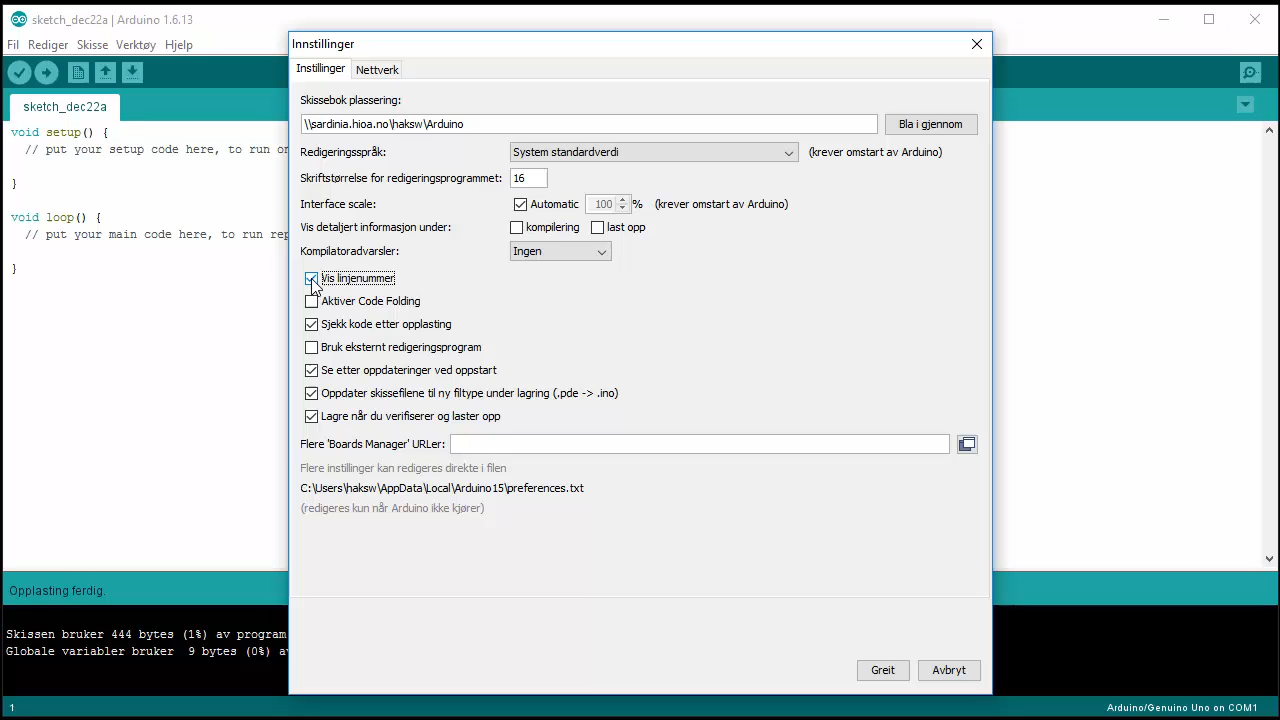 sketch_dec22a | Arduino 1.6.13
Fil Rediger Skisse Verktøy Hjelp
sketch_dec22a
void setup() {
// put your setup code here, to run
}
void loop() {
// put your main code here, to run
}
Innstillinger
Instillinger Nettverk
Skissebok plassering:
\\sardinia.hioa.no\haksw\Arduino Bla i gjennom
Redigeringsspråk: System standardverdi (krever omstart av Arduino)
Skriftstørrelse for redigeringsprogrammet: 16
Interface scale: Automatic 100 % (krever omstart av Arduino)
Vis detaljert informasjon under: kompilering last opp
Kompilatoradvarsler: Ingen
Vis linjenummer
Aktiver Code Folding
Sjekk kode etter opplasting
Bruk eksternt redigeringsprogram
Se etter oppdateringer ved oppstart
Oppdater skissefilene til ny filtype under lagring (.pde -> .ino)
Lagre når du verifiserer og laster opp
Flere 'Boards Manager' URLer:
Flere instillinger kan redigeres direkte i filen
C:\Users\haksw\AppData\Local\Arduino15\preferences.txt
(redigeres kun når Arduino ikke kjører)
Greit Avbryt
Opplasting ferdig.
Skissen bruker 444 bytes (1%) av program
Globale variabler bruker 9 bytes (0%)
1 Arduino/Genuino Uno on COM1